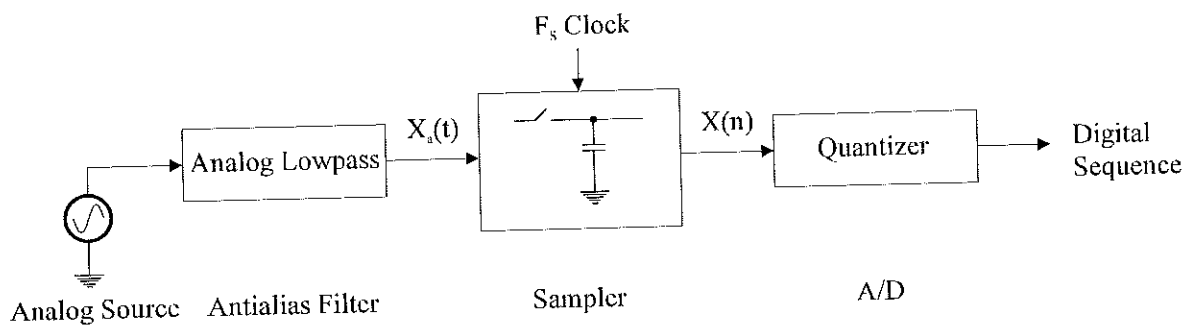 F_s Clock
X_a(t)
X(n)
Analog Lowpass
Quantizer
Digital
Sequence
Analog Source
Antialias Filter
Sampler
A/D